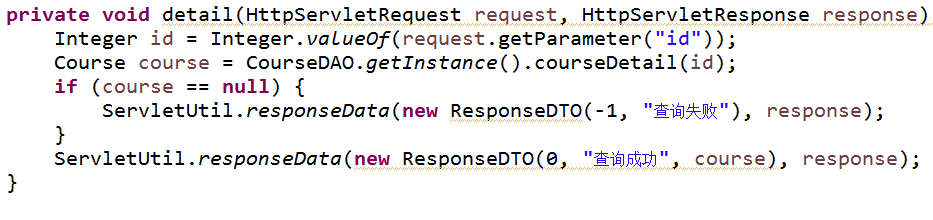 private void detail(HttpServletRequest request, HttpServletResponse response)
    Integer id = Integer.valueOf(request.getParameter("id"));
    Course course = CourseDAO.getInstance().courseDetail(id);
    if (course == null) {
        ServletUtil.responseData(new ResponseDTO(-1, "查询失败"), response);
    }
    ServletUtil.responseData(new ResponseDTO(0, "查询成功", course), response);
}